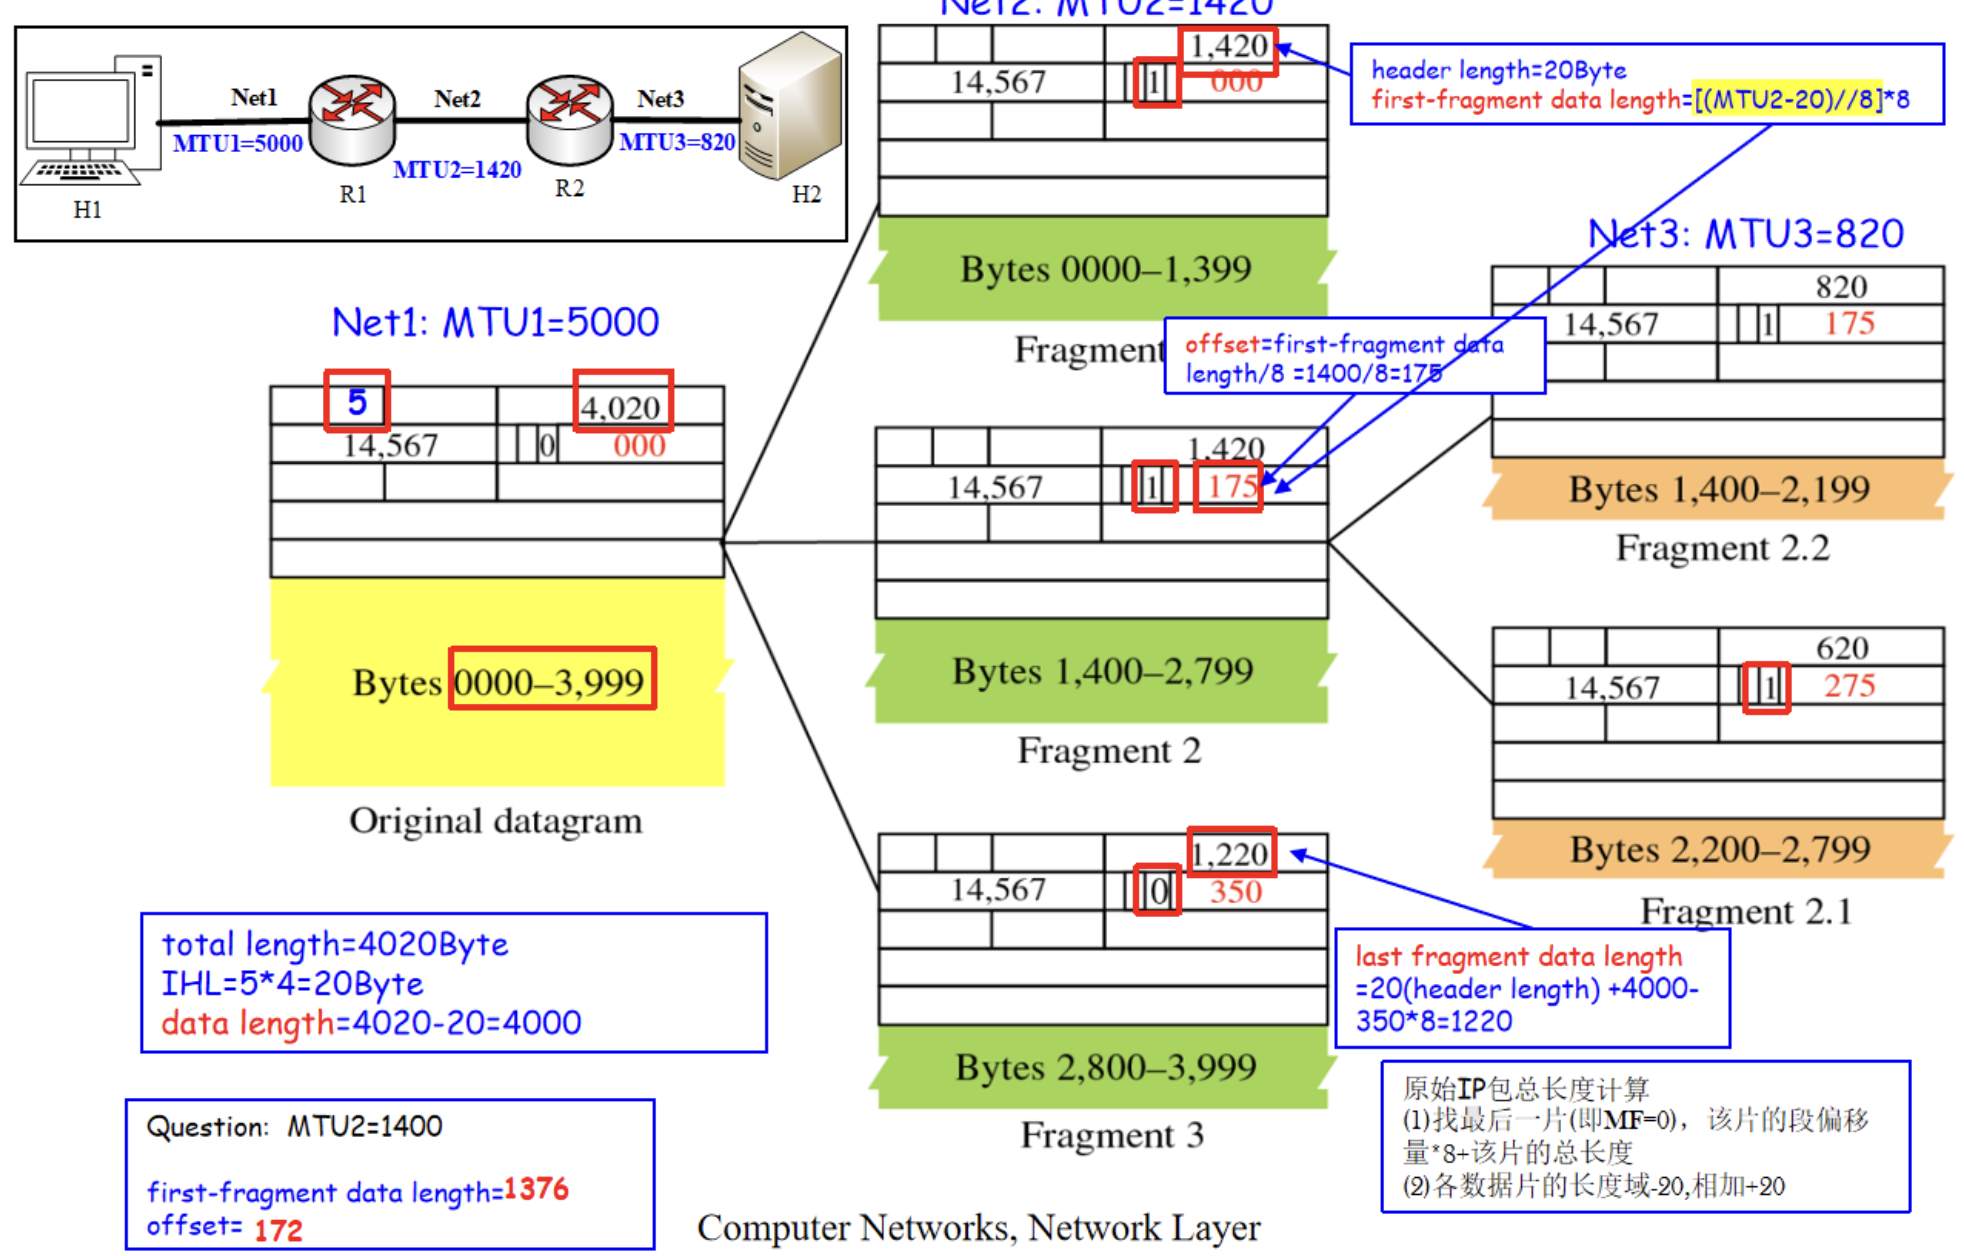 Net1
Net2
Net3
MTU1=5000
MTU2=1420
MTU3=820
H1
R1
R2
H2
Net1: MTU1=5000
5
4,020
14,567
0
000
Bytes 0000–3,999
Original datagram
total length=4020Byte
IHL=5*4=20Byte
data length=4020-20=4000
Question: MTU2=1400
first-fragment data length=1376
offset= 172
Net2: MTU2=1420
1,420
14,567
1
000
Bytes 0000–1,399
Fragment
header length=20Byte
first-fragment data length=[(MTU2-20)//8]*8
offset=first-fragment data
length/8 =1400/8=175
1,420
14,567
1
175
Bytes 1,400–2,799
Fragment 2
1,220
14,567
0
350
Bytes 2,800–3,999
Fragment 3
Net3: MTU3=820
820
14,567
1
175
Bytes 1,400–2,199
Fragment 2.2
620
14,567
1
275
Bytes 2,200–2,799
Fragment 2.1
last fragment data length
=20(header length) +4000-
350*8=1220
原始IP包总长度计算
(1)找最后一片(即MF=0)，该片的段偏移
量*8+该片的总长度
(2)各数据片的长度域-20,相加+20
Computer Networks, Network Layer